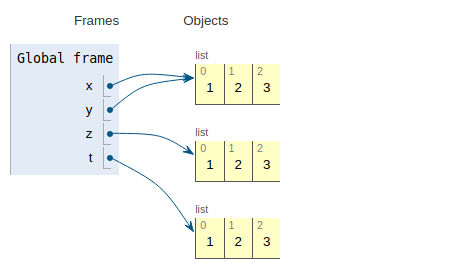 Frames Objects
Global frame
x
y
z
t
list
0 1 2
1 2 3
list
0 1 2
1 2 3
list
0 1 2
1 2 3